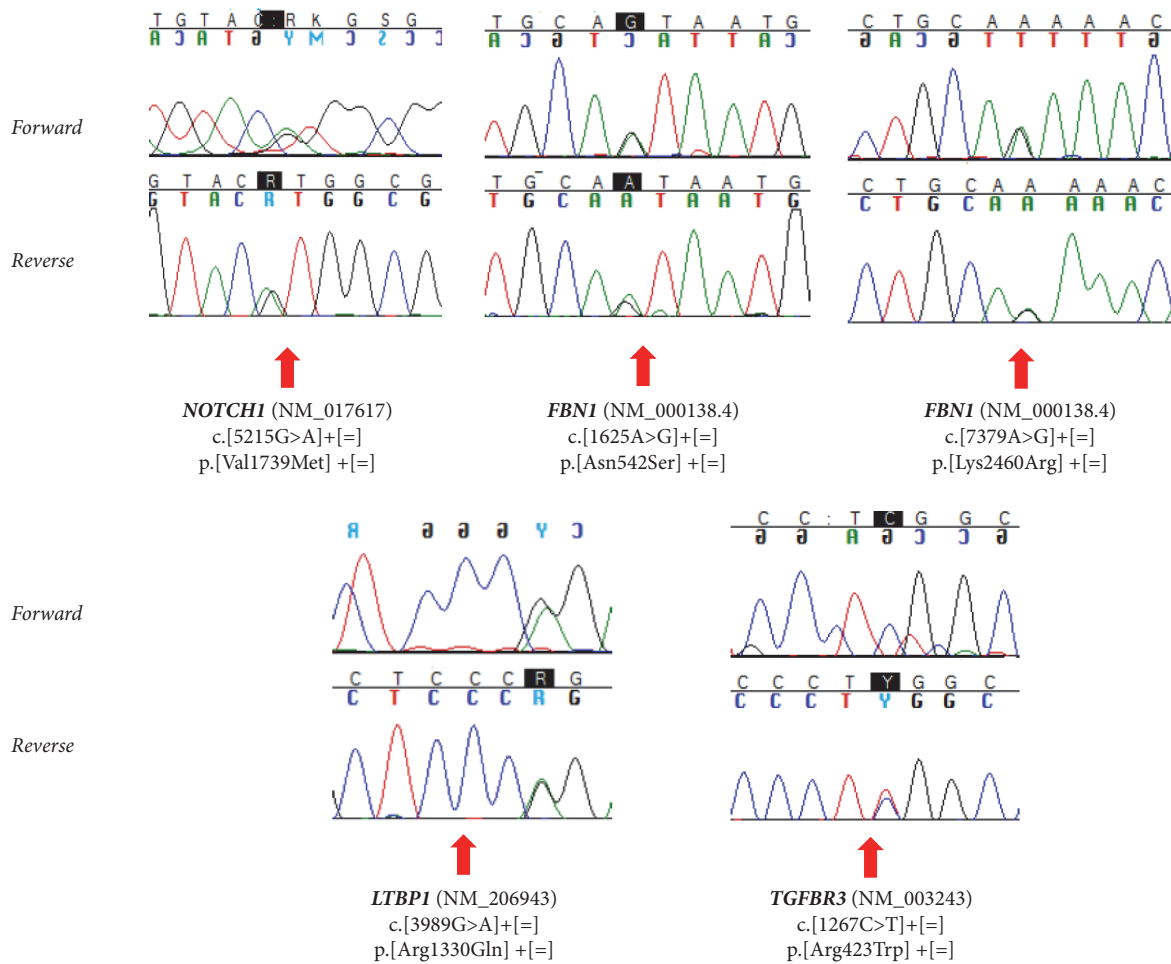 T G T A C : R K G S G
A C A T G Y M C S C C
T G C A G T A A T G
A C G T C A T T A C
C T G C A A A A A C
G A C G T T T T T G
Forward
G T A C R T G G C G
G T A C R T G G C G
T G C A A T A A T G
T G C A A T A A T G
C T G C A A A A A C
C T G C A A A A A C
Reverse
NOTCH1 (NM_017617)
c.[5215G>A]+[=]
p.[Val1739Met] +[=]
FBN1 (NM_000138.4)
c.[1625A>G]+[=]
p.[Asn542Ser] +[=]
FBN1 (NM_000138.4)
c.[7379A>G]+[=]
p.[Lys2460Arg] +[=]
R G G G Y C
C C : T C G G C
G G A G C C G
Forward
C T C C C R G
C T C C C R G
C C C T Y G G C
C C C T Y G G C
Reverse
LTBP1 (NM_206943)
c.[3989G>A]+[=]
p.[Arg1330Gln] +[=]
TGFBR3 (NM_003243)
c.[1267C>T]+[=]
p.[Arg423Trp] +[=]